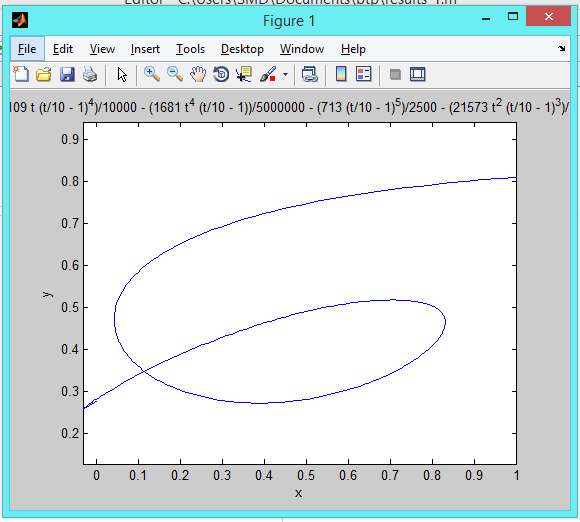 Editor - C:\Users\SMD\Documents\btp\results_1.m
Figure 1
File Edit View Insert Tools Desktop Window Help
109 t (t/10 - 1)⁴)/10000 - (1681 t⁴ (t/10 - 1))/5000000 - (713 (t/10 - 1)⁵)/2500 - (21573 t² (t/10 - 1)³)/
0.9
0.8
0.7
0.6
y
0.5
0.4
0.3
0.2
0 0.1 0.2 0.3 0.4 0.5 0.6 0.7 0.8 0.9 1
x